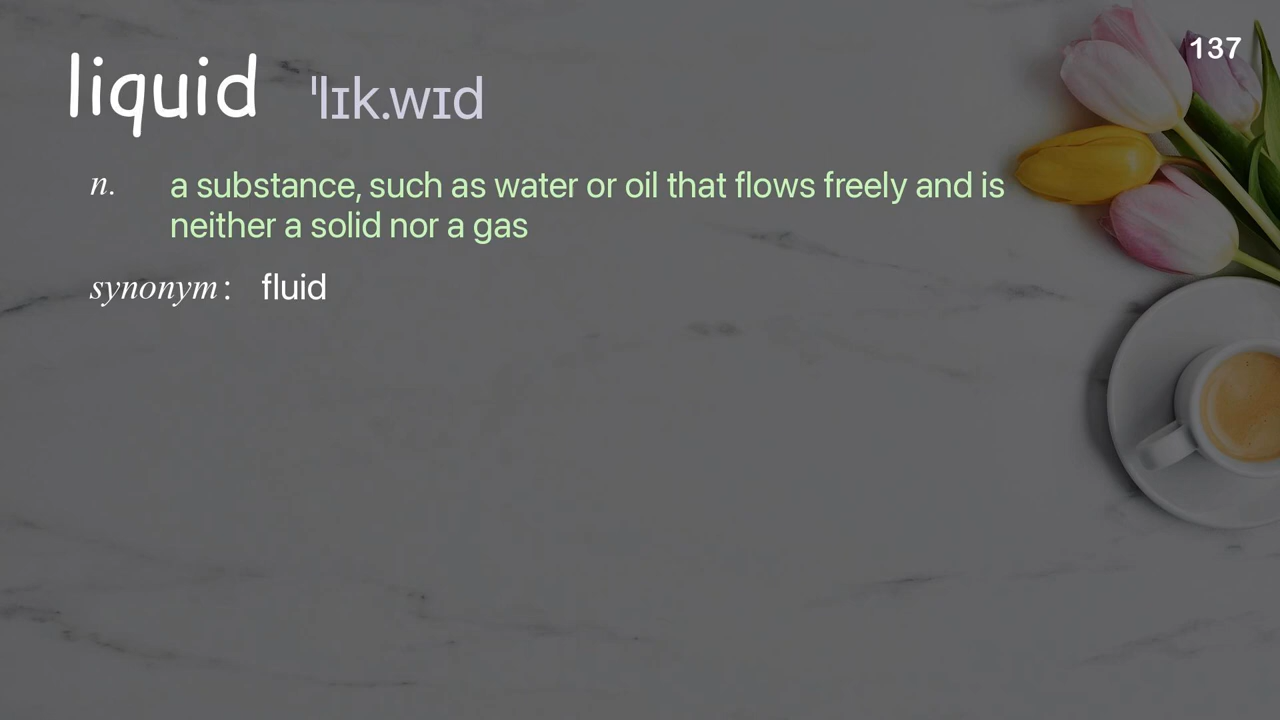 137
liquid ˈlɪk.wɪd
n. a substance, such as water or oil that flows freely and is
neither a solid nor a gas
synonym: fluid